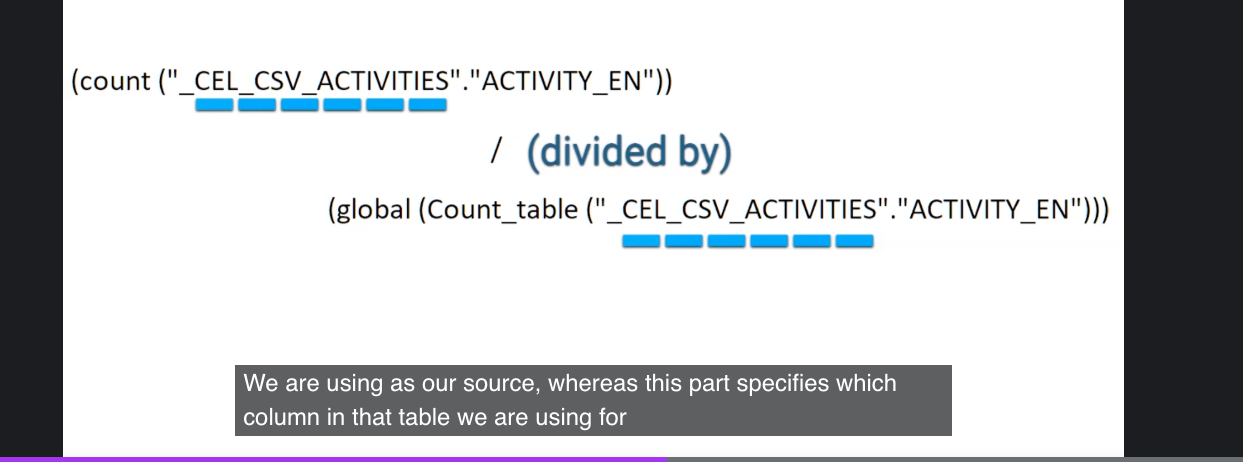 (count ("_CEL_CSV_ACTIVITIES"."ACTIVITY_EN"))
/ (divided by)
(global (Count_table ("_CEL_CSV_ACTIVITIES"."ACTIVITY_EN")))
We are using as our source, whereas this part specifies which
column in that table we are using for